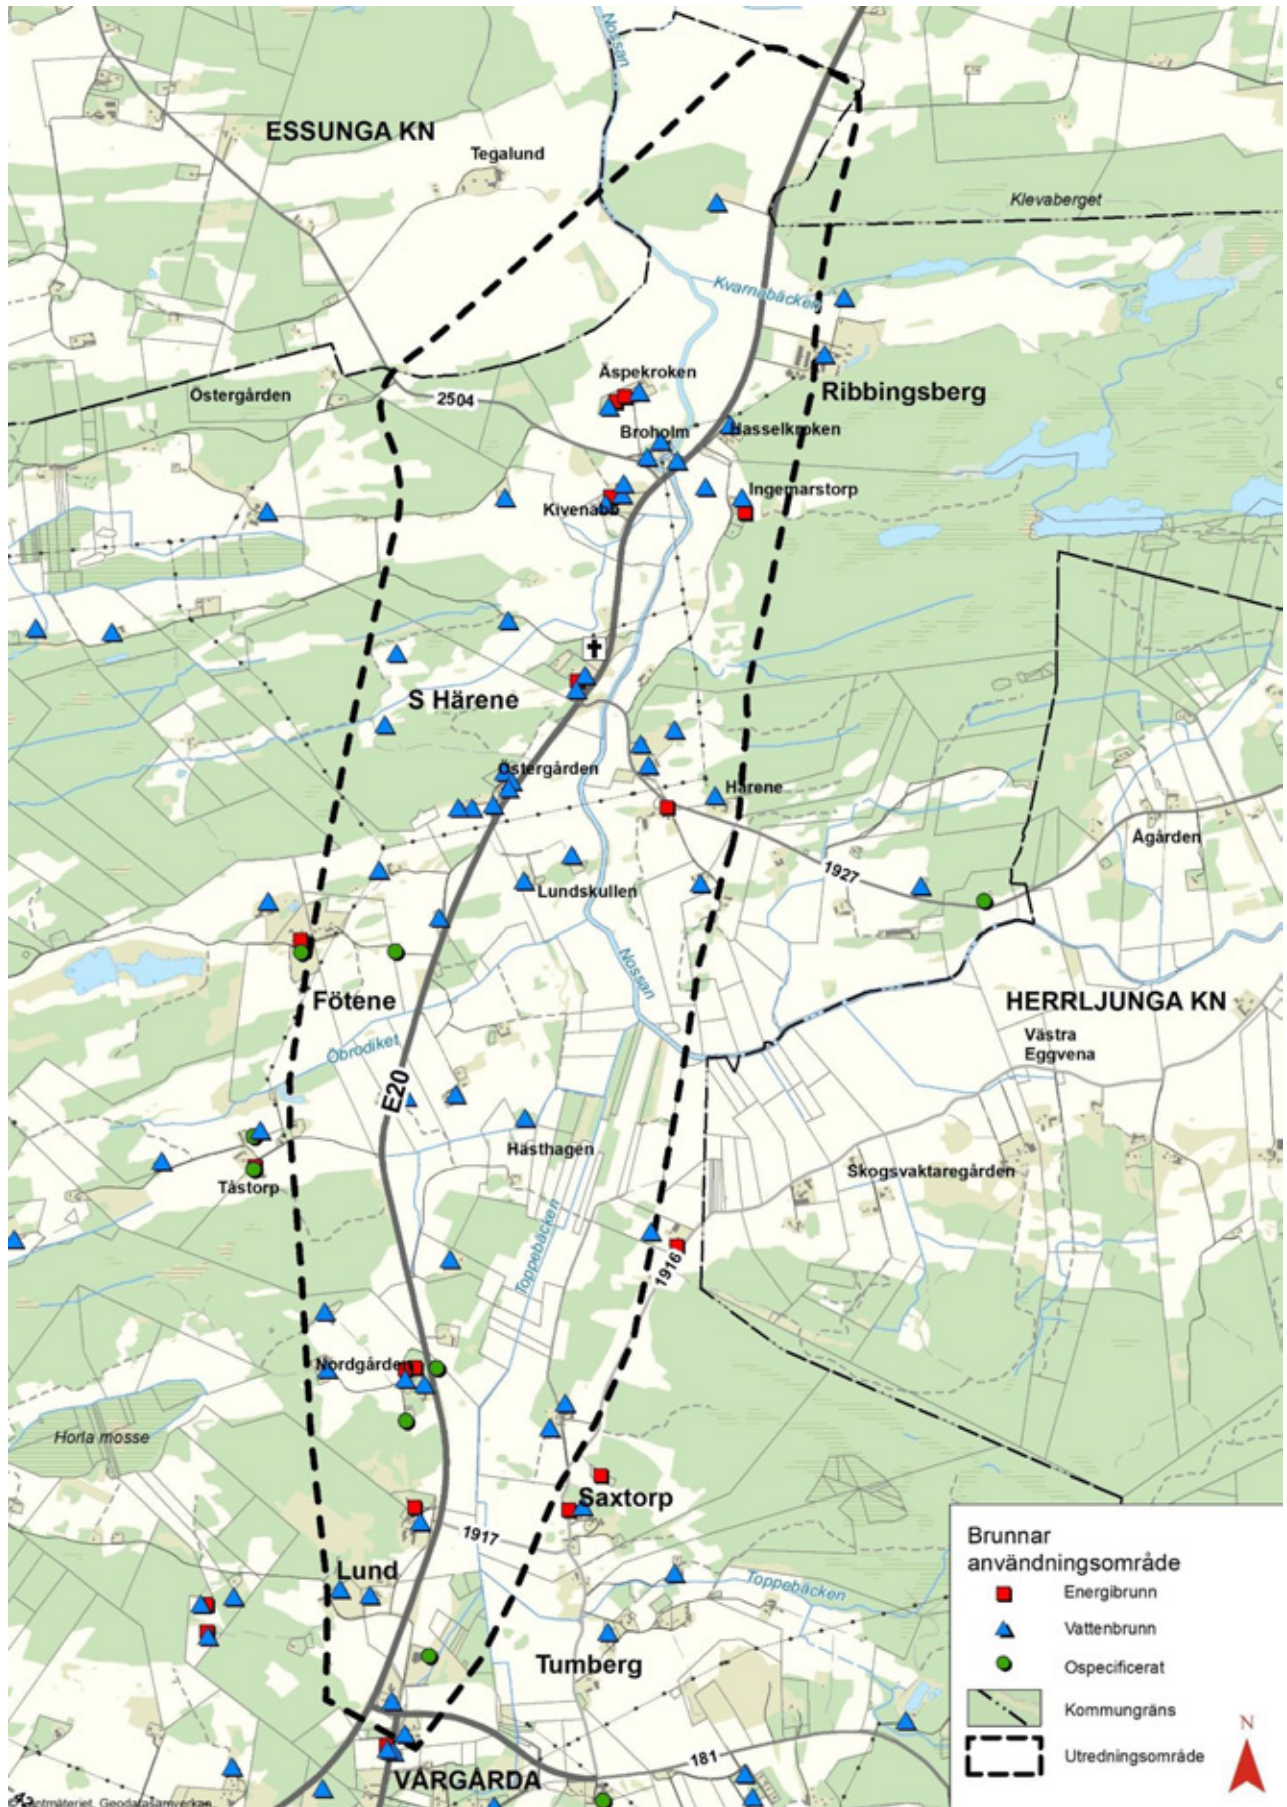 Nossan
ESSUNGA KN
Tegalund
Klevaberget
Kvarnabäcken
Äspekroken
Östergården
2504
Ribbingsberg
Broholm
Hasselkroken
Ingemarstorp
Kivenabb
S Härene
Östergården
Härene
Ågården
1927
Lundskullen
Nossan
Fötene
HERRLJUNGA KN
Västra
Eggvena
Öbrodiket
E20
Hästhagen
Skogsvaktaregården
Tåstorp
Toppebäcken
1916
Nordgården
Horla mosse
Saxtorp
1917
Lund
Toppebäcken
Tumberg
181
VÅRGÅRDA
Brunnar
användningsområde
Energibrunn
Vattenbrunn
Ospecificerat
Kommungräns
Utredningsområde
N
Geodatasamverkan